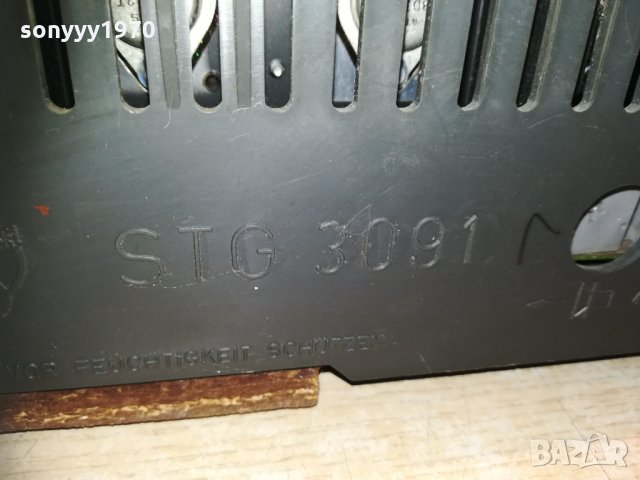 sonyyy1970
STG 3091
VOR FEUCHTIGKEIT SCHÜTZEN
BAZAR